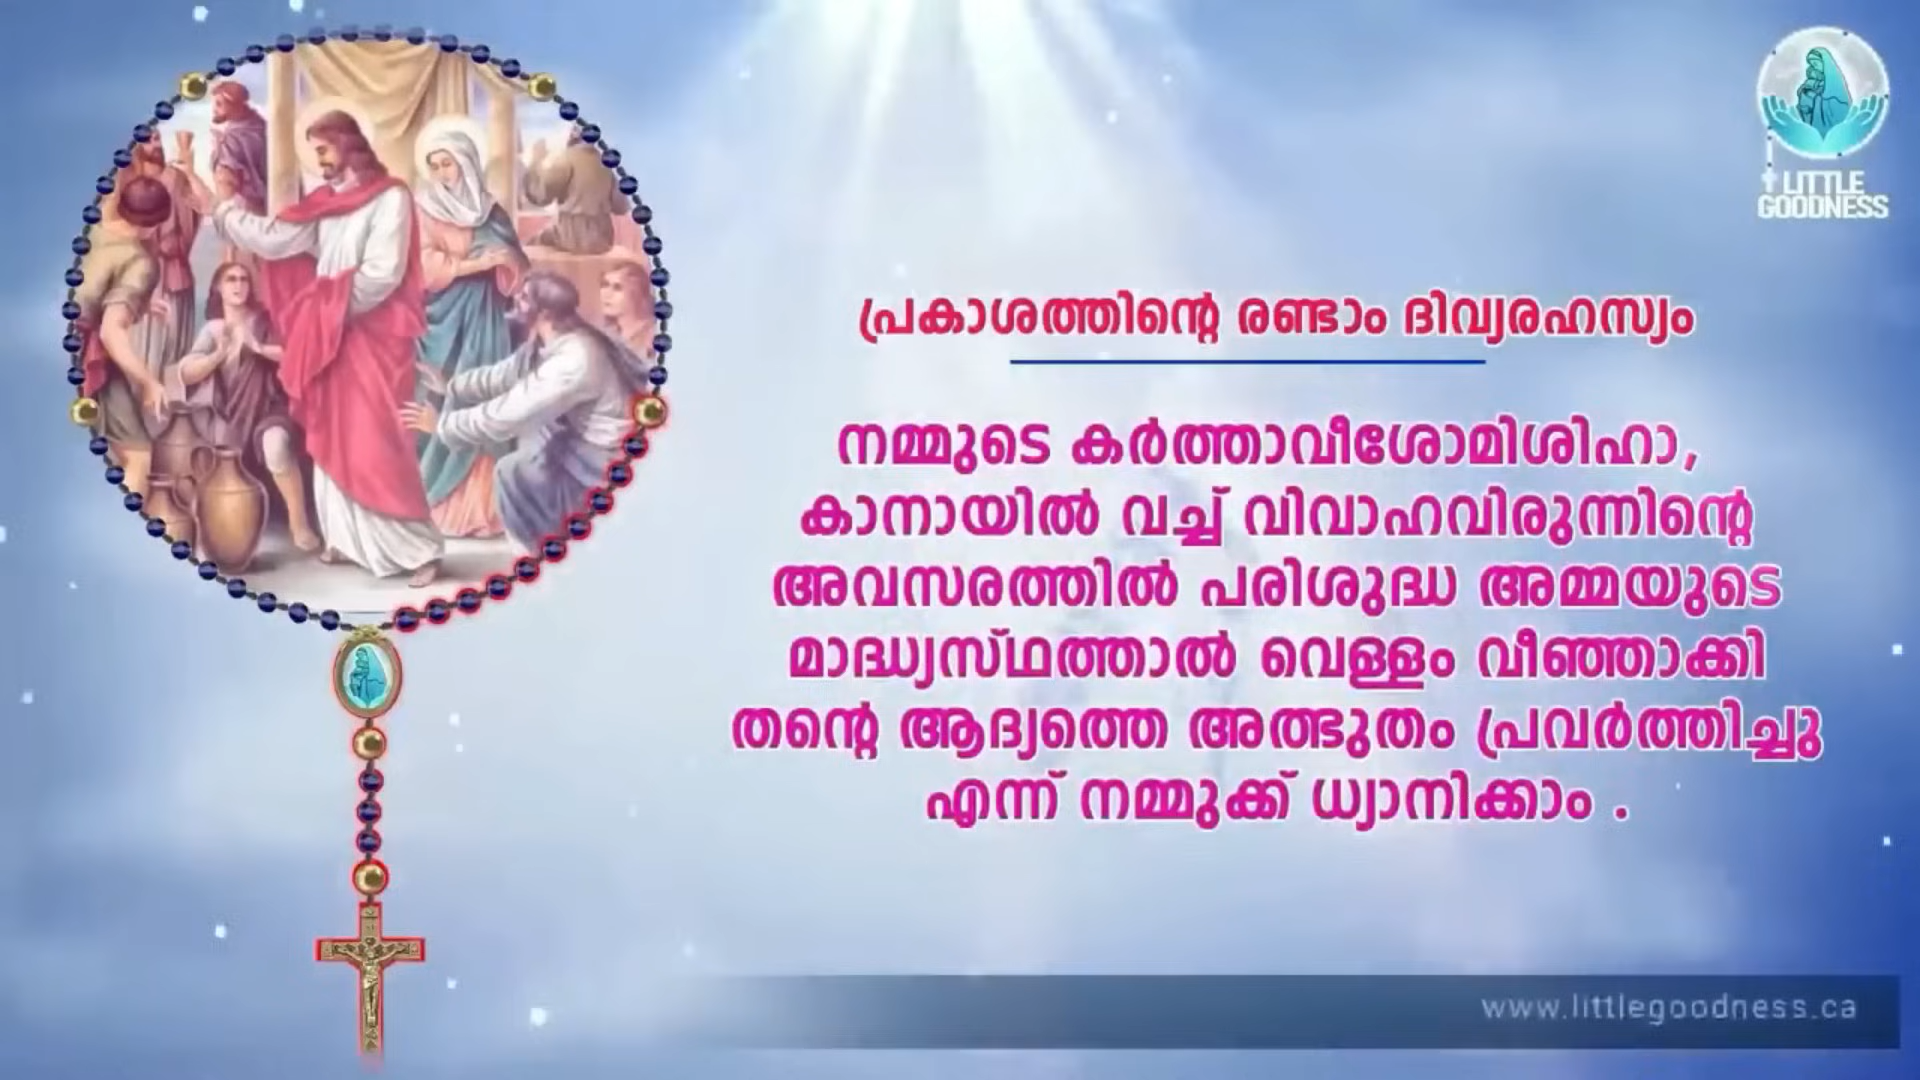 LITTLE
GOODNESS
പ്രകാശത്തിന്റെ രണ്ടാം ദിവ്യരഹസ്യം
നമ്മുടെ കർത്താവീശോമിശിഹാ,
കാനായിൽ വച്ച് വിവാഹവിരുന്നിന്റെ
അവസരത്തിൽ പരിശുദ്ധ അമ്മയുടെ
മാദ്ധ്യസ്ഥത്താൽ വെള്ളം വീഞ്ഞാക്കി
തന്റെ ആദ്യത്തെ അത്ഭുതം പ്രവർത്തിച്ചു
എന്ന് നമ്മുക്ക് ധ്യാനിക്കാം .
www.littlegoodness.ca